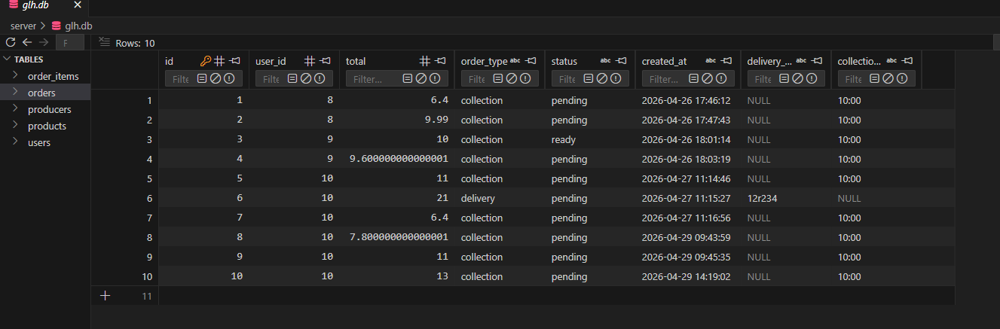 glh.db
server > glh.db
F Rows: 10
TABLES
order_items
orders
producers
products
users
id user_id total order_type status created_at delivery_... collectio...
Filte Filte Filter... Filte Filte Filter... Filte Filte
1 1 8 6.4 collection pending 2026-04-26 17:46:12 NULL 10:00
2 2 8 9.99 collection pending 2026-04-26 17:47:43 NULL 10:00
3 3 9 10 collection ready 2026-04-26 18:01:14 NULL 10:00
4 4 9 9.600000000000001 collection pending 2026-04-26 18:03:19 NULL 10:00
5 5 10 11 collection pending 2026-04-27 11:14:46 NULL 10:00
6 6 10 21 delivery pending 2026-04-27 11:15:27 12r234 NULL
7 7 10 6.4 collection pending 2026-04-27 11:16:56 NULL 10:00
8 8 10 7.800000000000001 collection pending 2026-04-29 09:43:59 NULL 10:00
9 9 10 11 collection pending 2026-04-29 09:45:35 NULL 10:00
10 10 10 13 collection pending 2026-04-29 14:19:02 NULL 10:00
11